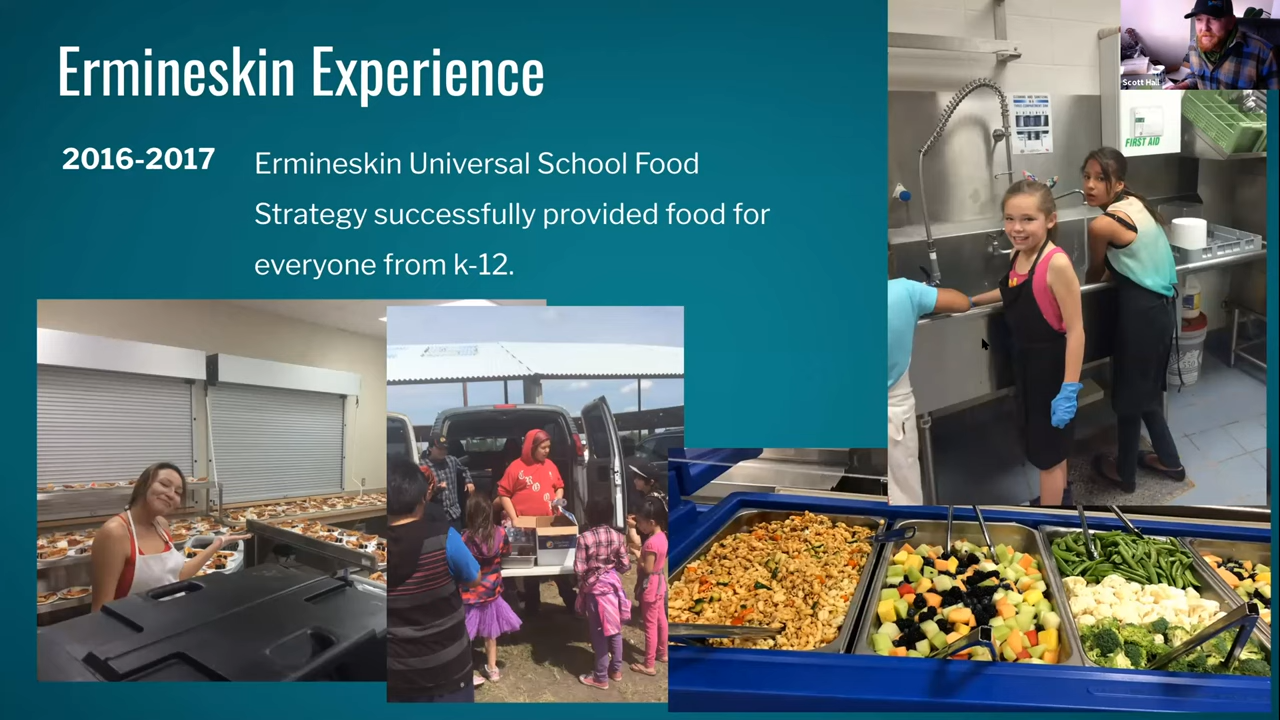 Ermineskin Experience
2016-2017
Ermineskin Universal School Food
Strategy successfully provided food for
everyone from k-12.
Scott Hall
FIRST AID